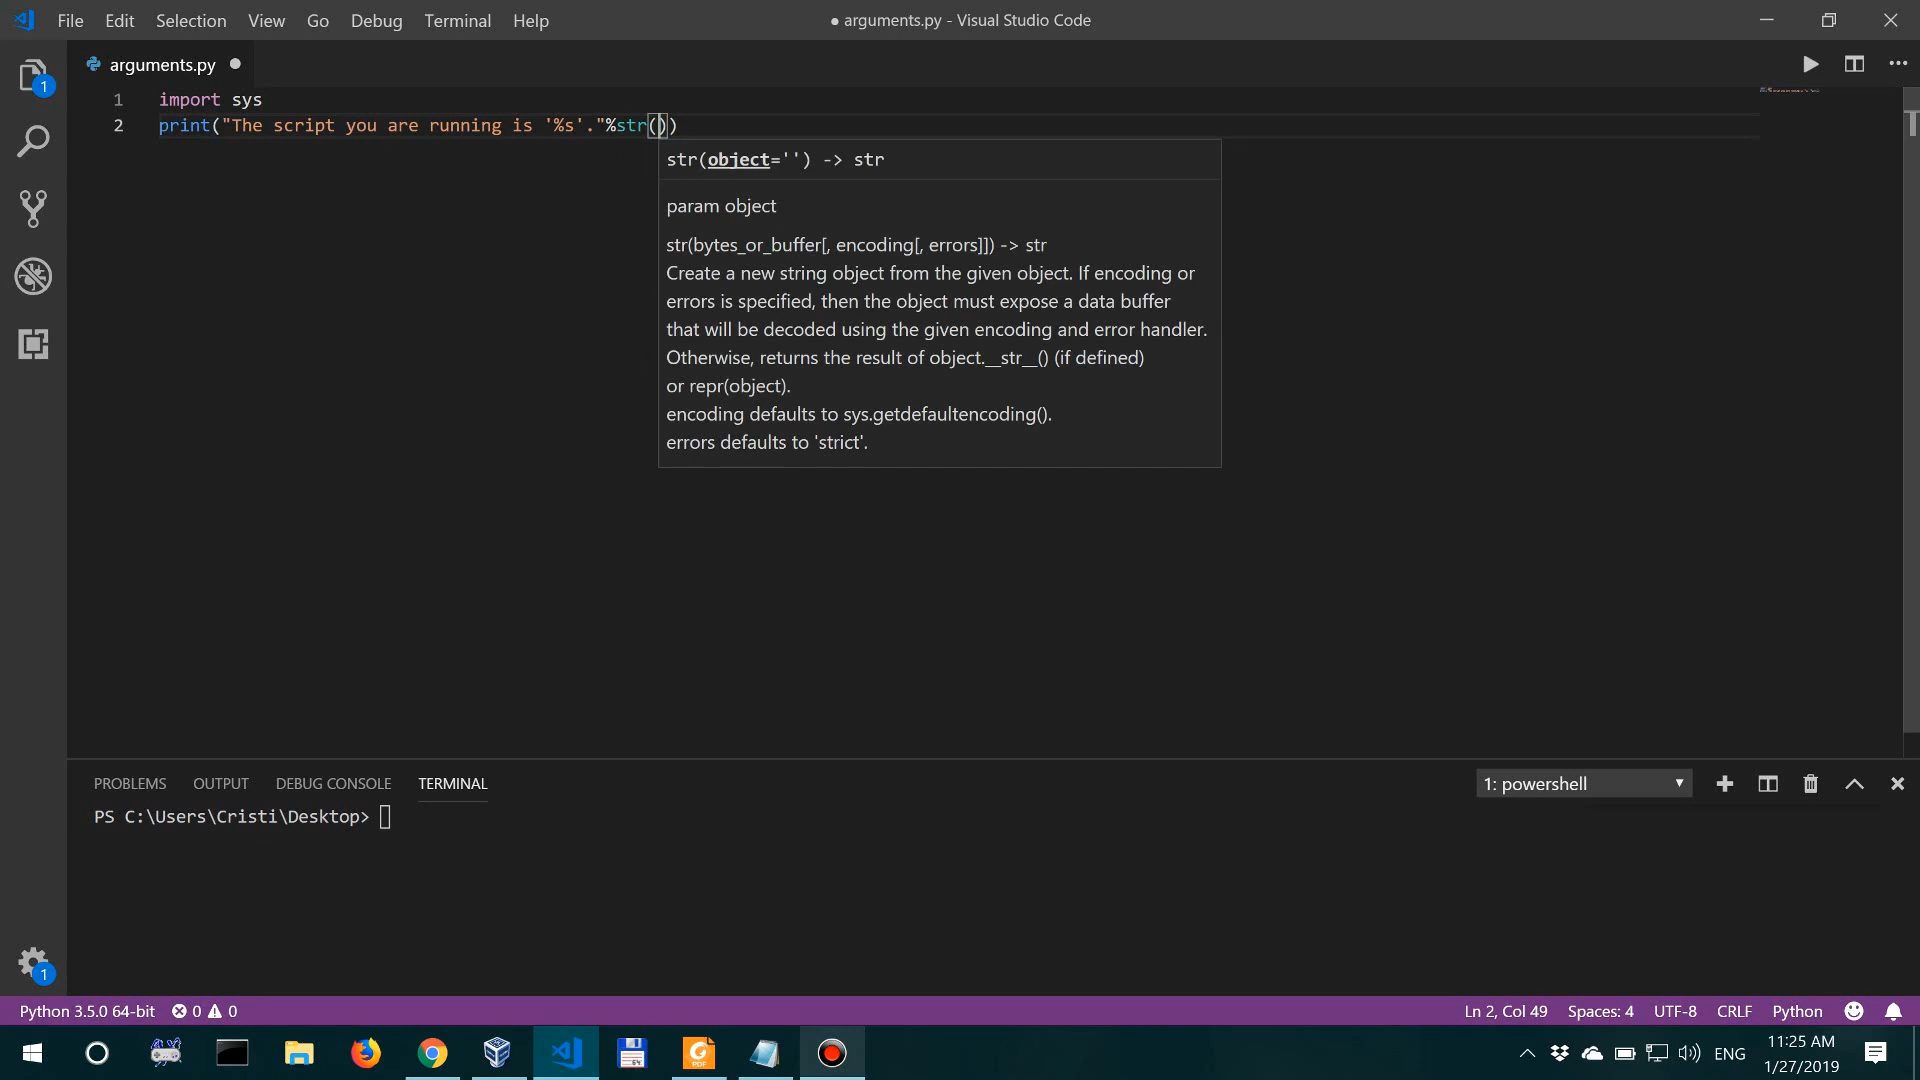 File Edit Selection View Go Debug Terminal Help
● arguments.py - Visual Studio Code
1
arguments.py
1 import sys
2 print("The script you are running is '%s'."%str())
str(object='') -> str
param object
str(bytes_or_buffer[, encoding[, errors]]) -> str
Create a new string object from the given object. If encoding or
errors is specified, then the object must expose a data buffer
that will be decoded using the given encoding and error handler.
Otherwise, returns the result of object.__str__() (if defined)
or repr(object).
encoding defaults to sys.getdefaultencoding().
errors defaults to 'strict'.
PROBLEMS OUTPUT DEBUG CONSOLE TERMINAL
1: powershell
PS C:\Users\Cristi\Desktop>
1
Python 3.5.0 64-bit 0 0
Ln 2, Col 49 Spaces: 4 UTF-8 CRLF Python
PDF
ENG
11:25 AM
1/27/2019